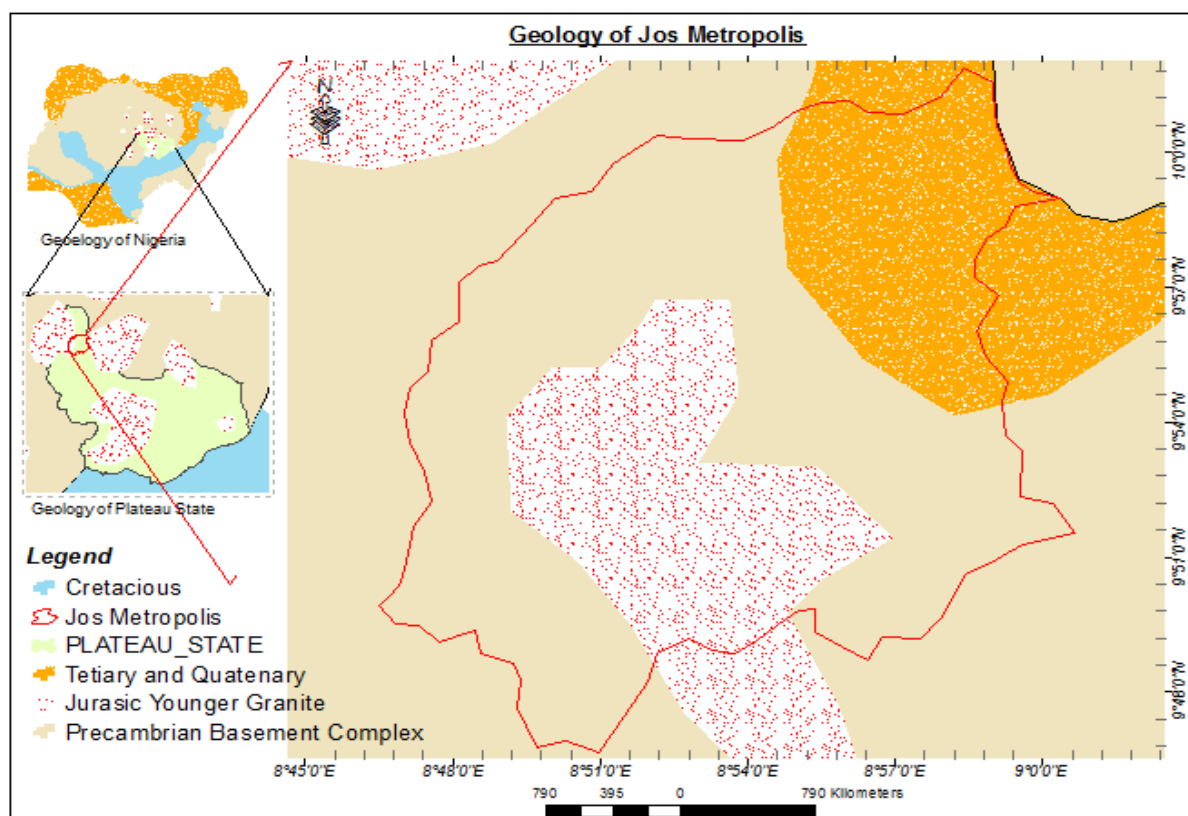 Geology of Jos Metropolis
N
Geoelogy of Nigeria
Geology of Plateau State
Legend
Cretacious
Jos Metropolis
PLATEAU_STATE
Tetiary and Quatenary
Jurasic Younger Granite
Precambrian Basement Complex
10°0'0"N
9°57'0"N
9°54'0"N
9°51'0"N
9°48'0"N
8°45'0"E 8°48'0"E 8°51'0"E 8°54'0"E 8°57'0"E 9°0'0"E
790 395 0 790 Kilometers